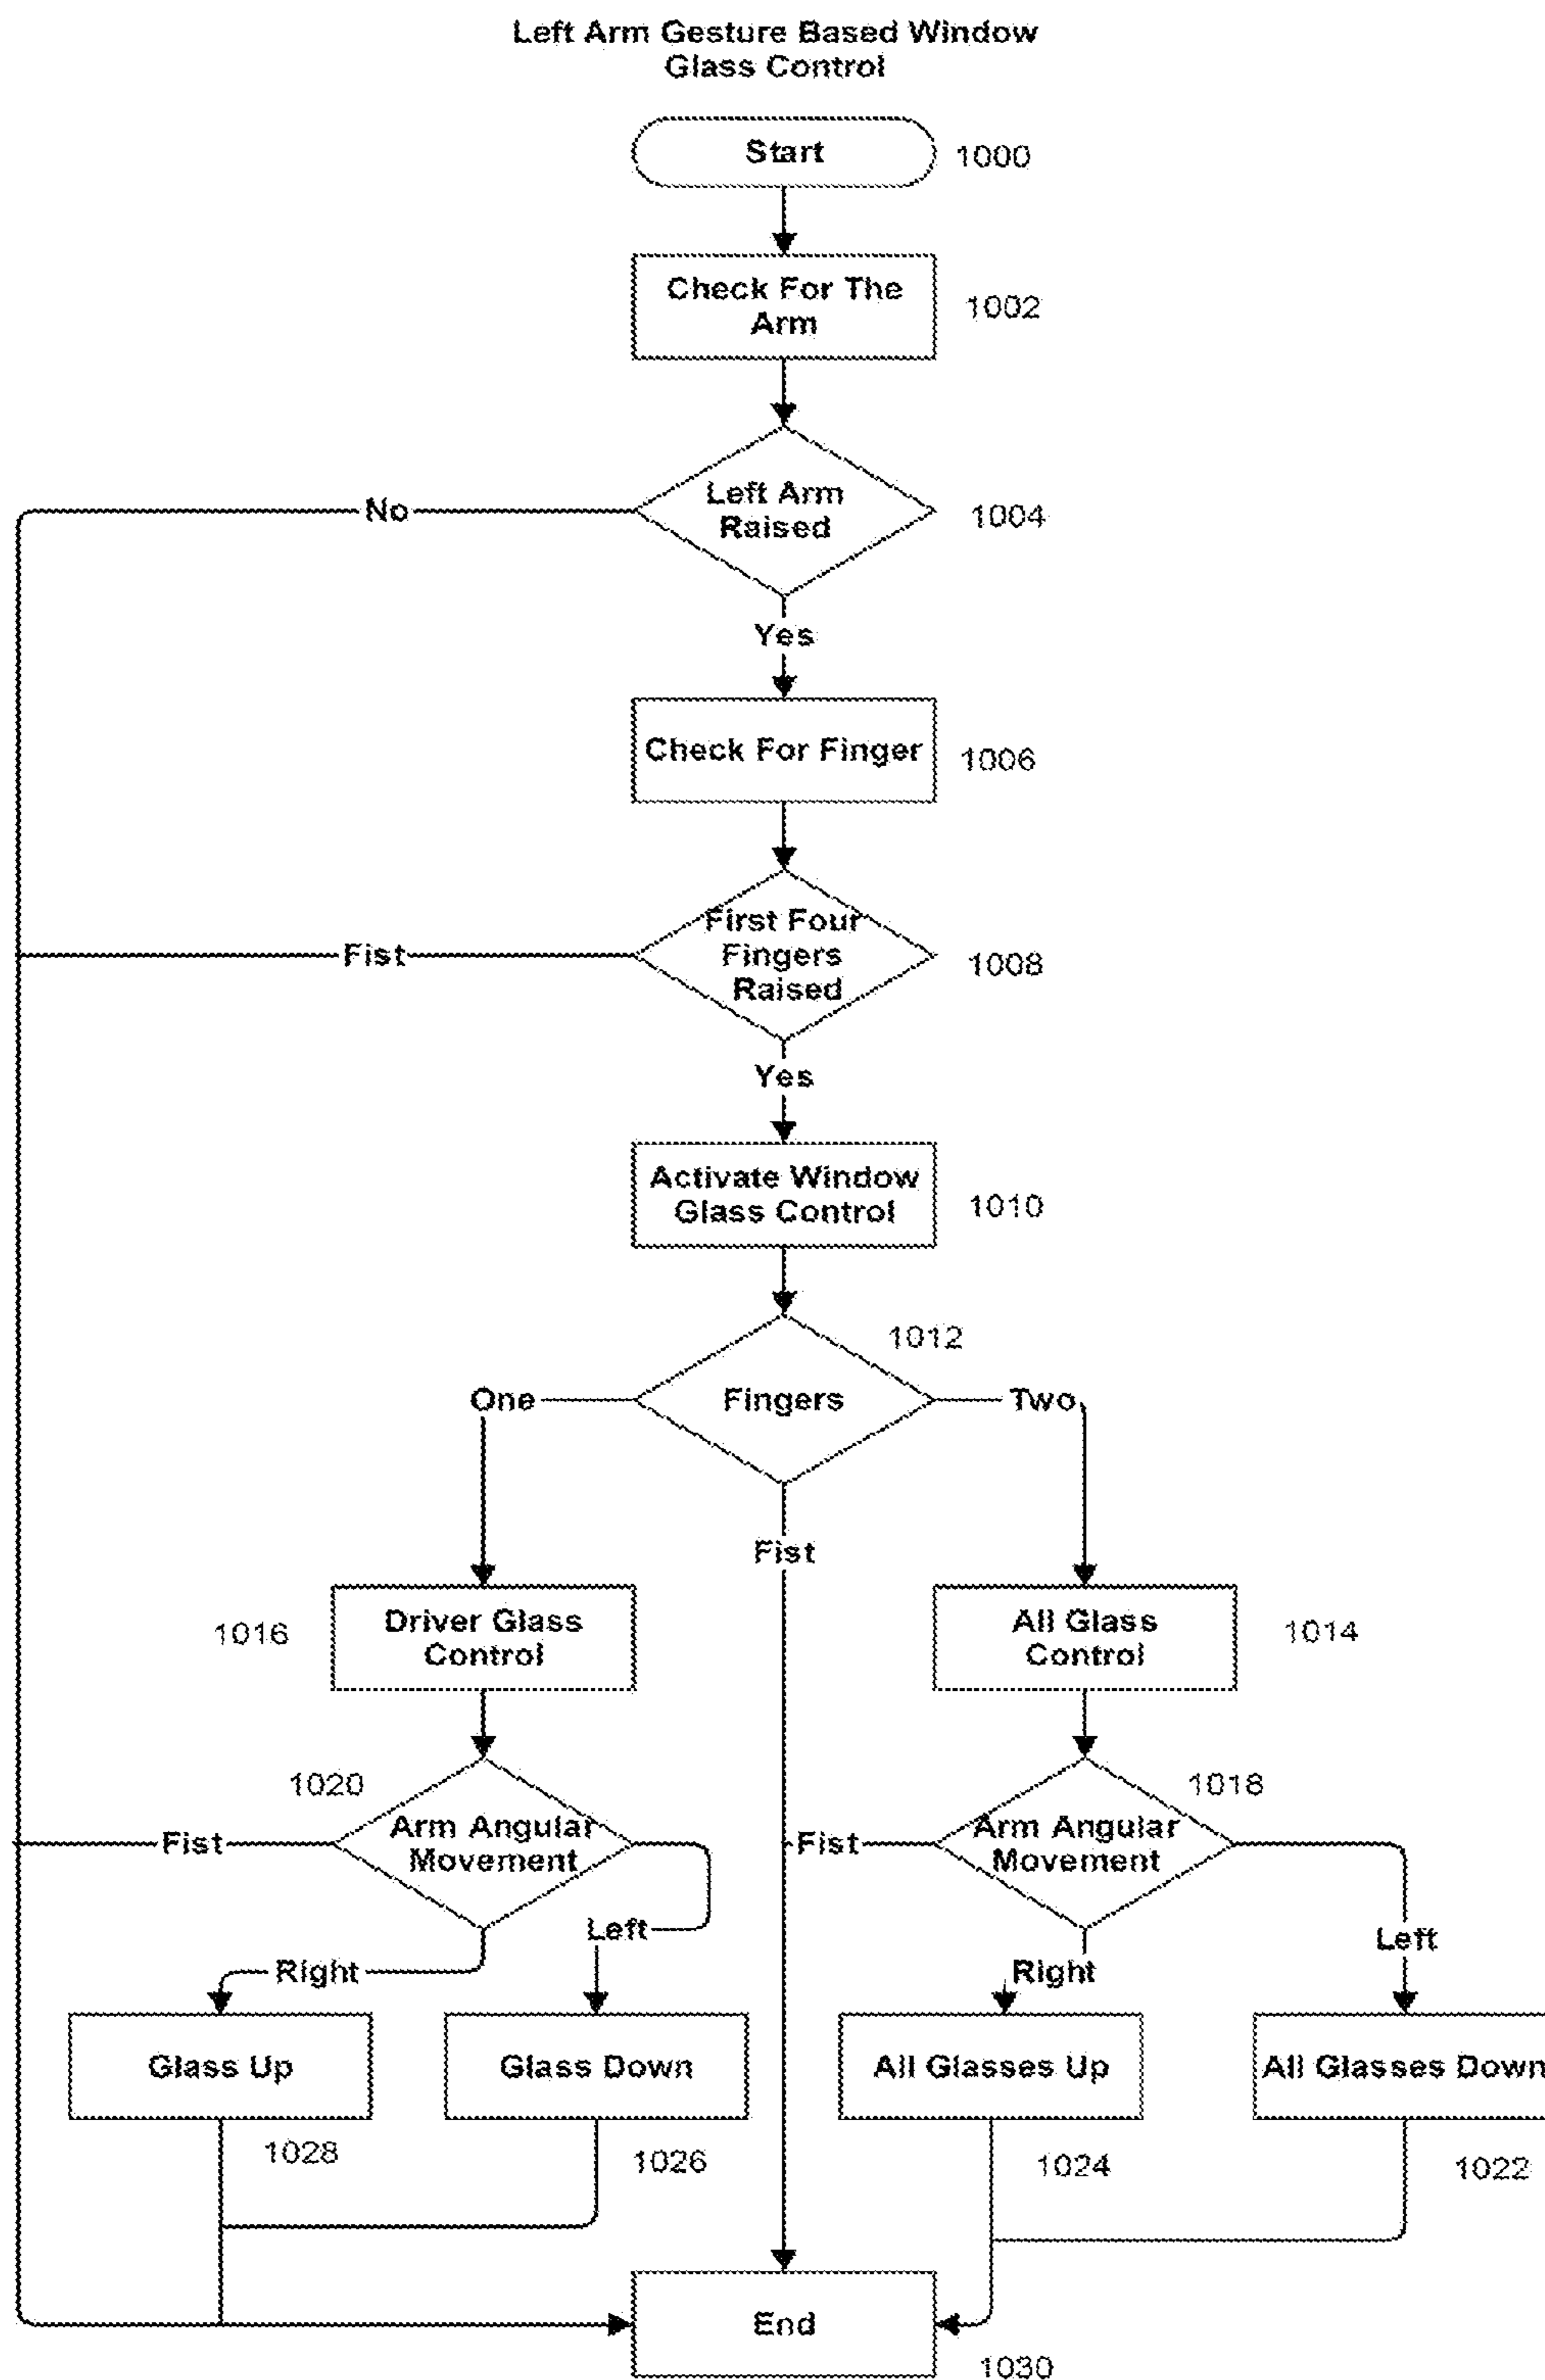 Left Arm Gesture Based Window
Glass Control
Start
1000
Check For The
Arm
1002
Left Arm
Raised
1004
No
Yes
Check For Finger
1006
First Four
Fingers
Raised
1008
Fist
Yes
Activate Window
Glass Control
1010
1012
One
Fingers
Two
Fist
1016
Driver Glass
Control
All Glass
Control
1014
1020
Arm Angular
Movement
Fist
1018
Arm Angular
Movement
Fist
Left
Right
Left
Right
Glass Up
Glass Down
All Glasses Up
All Glasses Down
1028
1026
1024
1022
End
1030